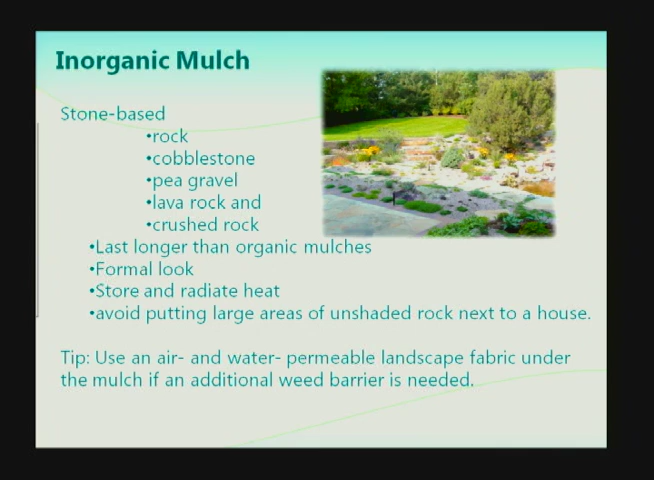 Inorganic Mulch
Stone-based
•rock
•cobblestone
•pea gravel
•lava rock and
•crushed rock
•Last longer than organic mulches
•Formal look
•Store and radiate heat
•avoid putting large areas of unshaded rock next to a house.
Tip: Use an air- and water- permeable landscape fabric under
the mulch if an additional weed barrier is needed.